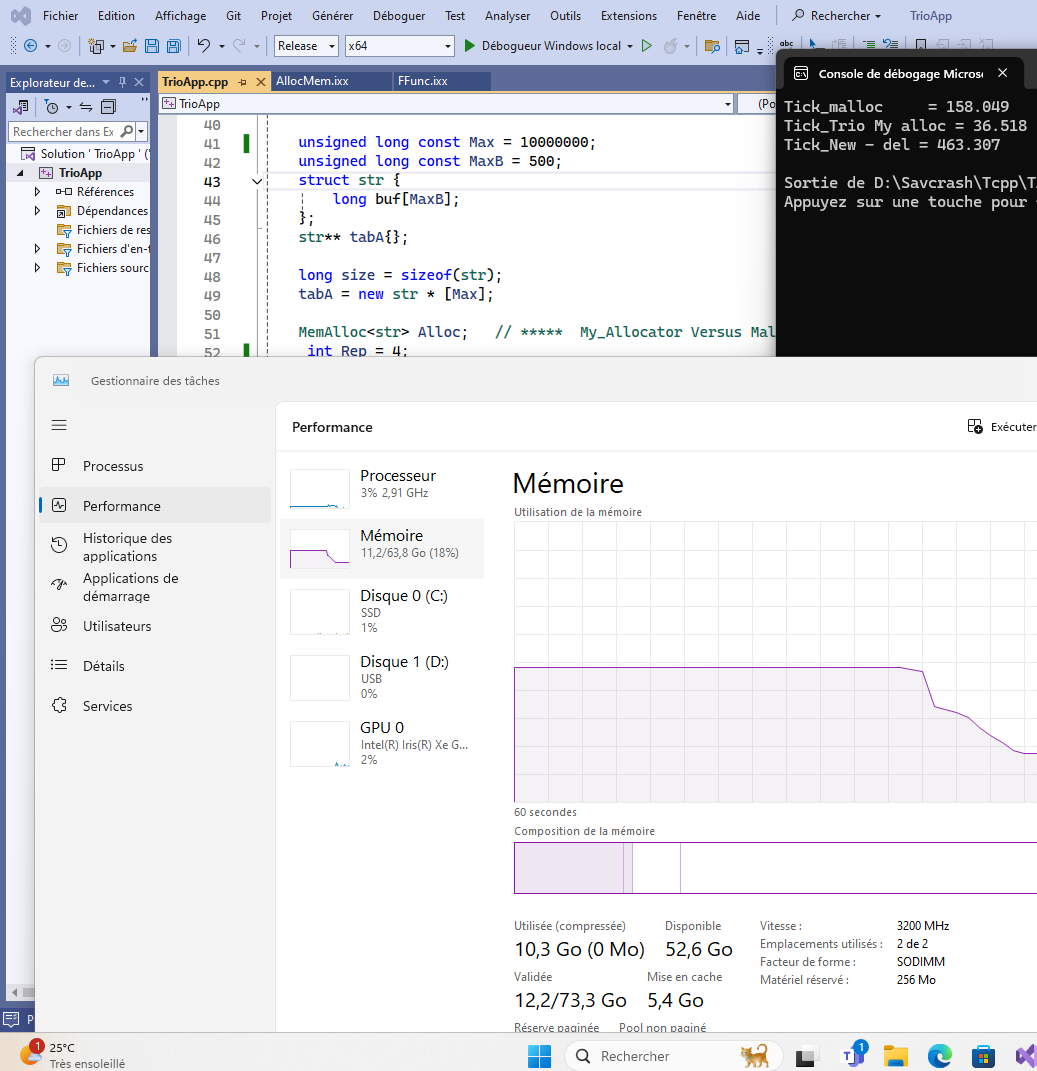 Fichier Edition Affichage Git Projet Générer Déboguer Test Analyser Outils Extensions Fenêtre Aide Rechercher TrioApp
Release x64 Débogueur Windows local
Explorateur de...
Rechercher dans Ex
Solution ' TrioApp ' ('
TrioApp
Références
Dépendances
Fichiers de res
Fichiers d'en-t
Fichiers sourc
TrioApp.cpp AllocMem.ixx FFunc.ixx
TrioApp (Po
40
41 unsigned long const Max = 10000000;
42 unsigned long const MaxB = 500;
43 struct str {
44 long buf[MaxB];
45 };
46 str** tabA{};
47
48 long size = sizeof(str);
49 tabA = new str * [Max];
50
51 MemAlloc<str> Alloc; // ***** My_Allocator Versus Mal
52 int Rep = 4;
Console de débogage Micros
Tick_malloc = 158.049
Tick_Trio My alloc = 36.518
Tick_New - del = 463.307
Sortie de D:\Savcrash\Tcpp\T
Appuyez sur une touche pour
Gestionnaire des tâches
Processus
Performance
Historique des
applications
Applications de
démarrage
Utilisateurs
Détails
Services
Performance
Exécuter
Processeur
3% 2,91 GHz
Mémoire
11,2/63,8 Go (18%)
Disque 0 (C:)
SSD
1%
Disque 1 (D:)
USB
0%
GPU 0
Intel(R) Iris(R) Xe G...
2%
Mémoire
Utilisation de la mémoire
60 secondes
Composition de la mémoire
Utilisée (compressée) Disponible
10,3 Go (0 Mo) 52,6 Go
Validée Mise en cache
12,2/73,3 Go 5,4 Go
Réserve paginée Pool non paginé
Vitesse : 3200 MHz
Emplacements utilisés : 2 de 2
Facteur de forme : SODIMM
Matériel réservé : 256 Mo
P
1
25°C
Très ensoleillé
Rechercher
1